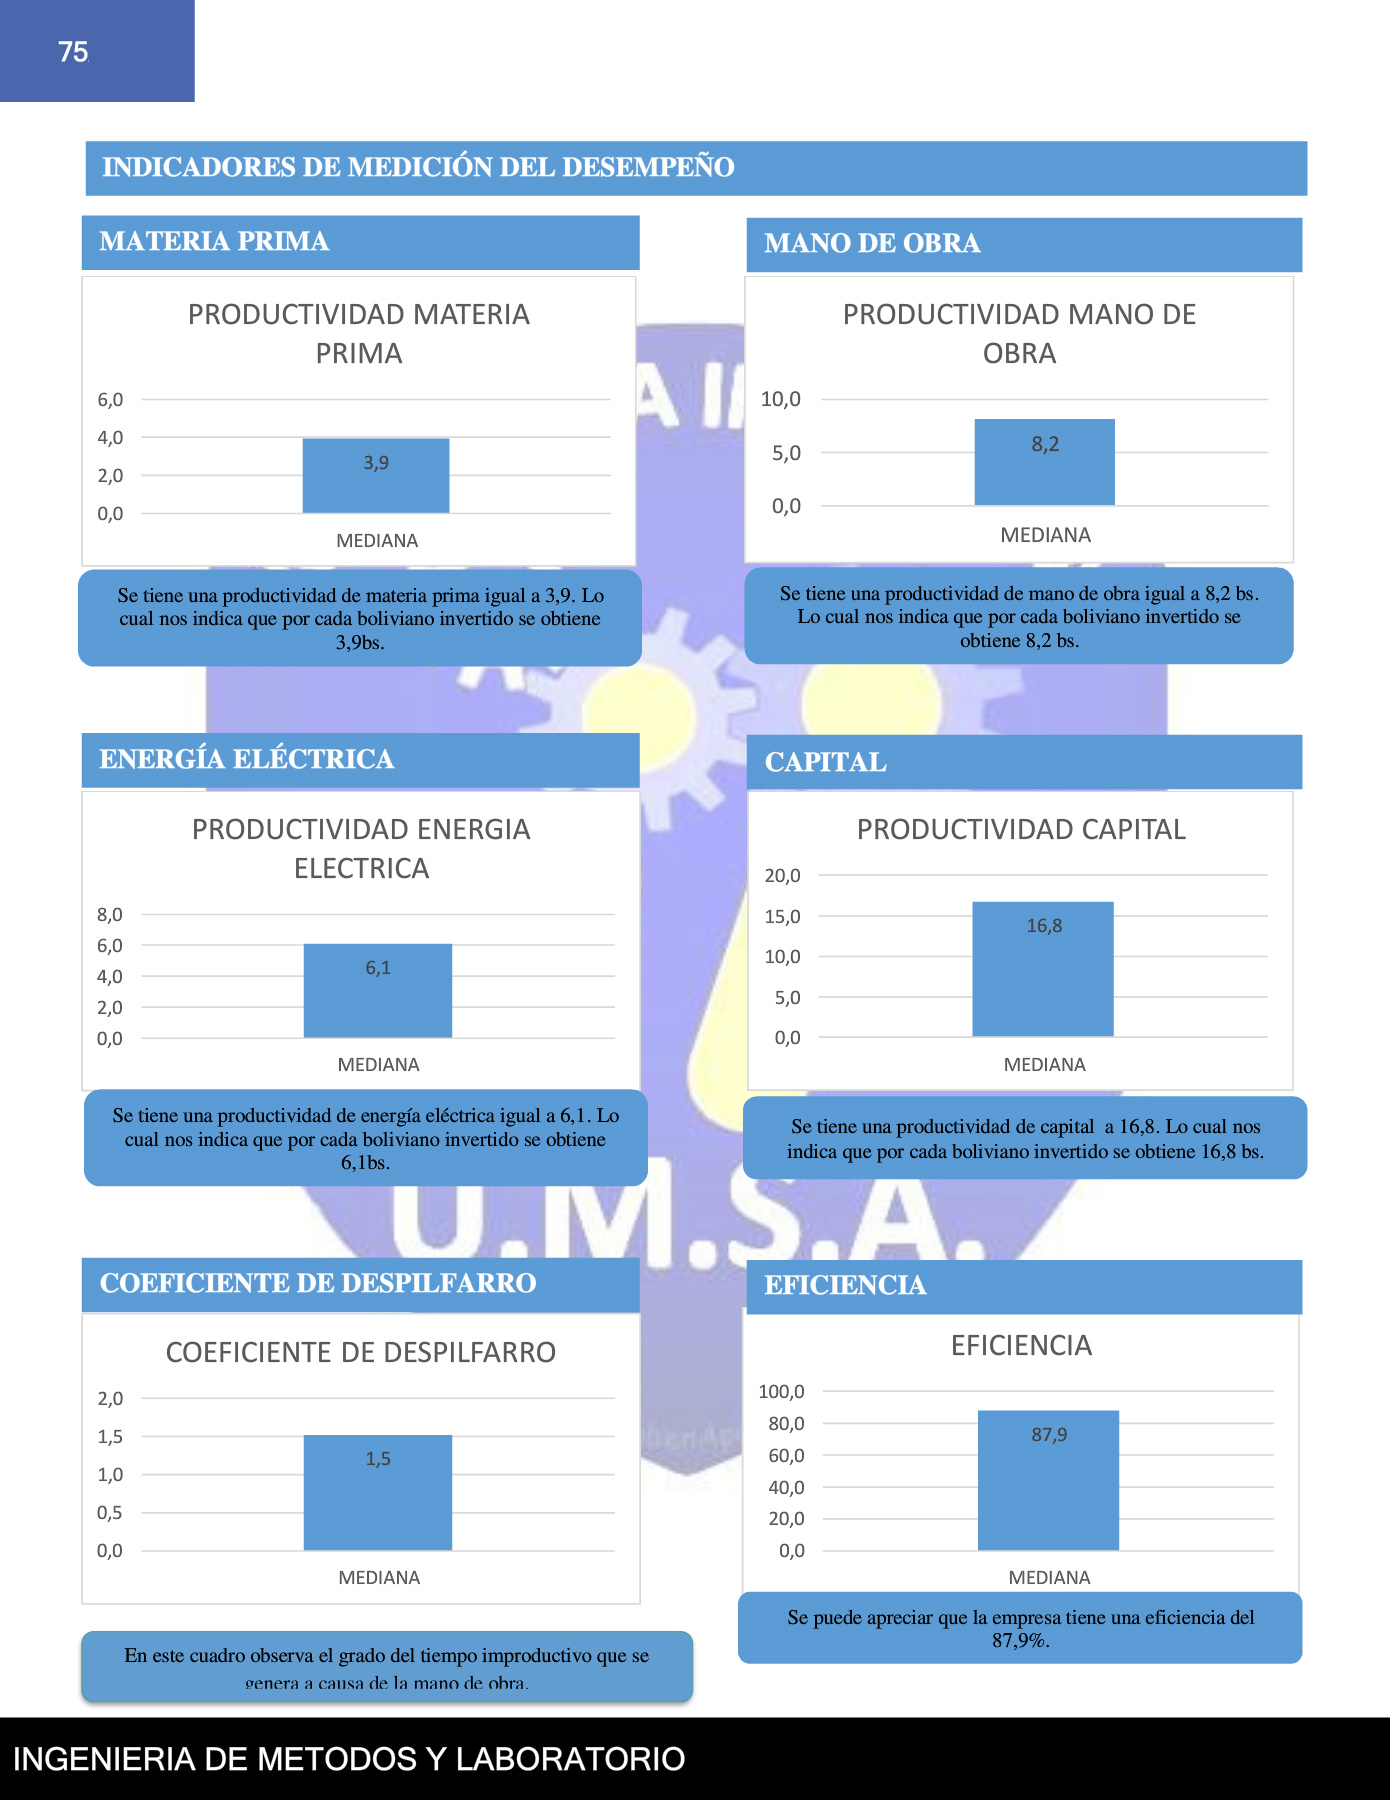 75
INDICADORES DE MEDICIÓN DEL DESEMPEÑO
MATERIA PRIMA
PRODUCTIVIDAD MATERIA
PRIMA
6,0
4,0
2,0
0,0
3,9
MEDIANA
Se tiene una productividad de materia prima igual a 3,9. Lo
cual nos indica que por cada boliviano invertido se obtiene
3,9bs.
MANO DE OBRA
PRODUCTIVIDAD MANO DE
OBRA
10,0
5,0
0,0
8,2
MEDIANA
Se tiene una productividad de mano de obra igual a 8,2 bs.
Lo cual nos indica que por cada boliviano invertido se
obtiene 8,2 bs.
ENERGÍA ELÉCTRICA
PRODUCTIVIDAD ENERGIA
ELECTRICA
8,0
6,0
4,0
2,0
0,0
6,1
MEDIANA
Se tiene una productividad de energía eléctrica igual a 6,1. Lo
cual nos indica que por cada boliviano invertido se obtiene
6,1bs.
CAPITAL
PRODUCTIVIDAD CAPITAL
20,0
15,0
10,0
5,0
0,0
16,8
MEDIANA
Se tiene una productividad de capital  a 16,8. Lo cual nos
indica que por cada boliviano invertido se obtiene 16,8 bs.
U.M.S.A.
COEFICIENTE DE DESPILFARRO
COEFICIENTE DE DESPILFARRO
2,0
1,5
1,0
0,5
0,0
1,5
MEDIANA
En este cuadro observa el grado del tiempo improductivo que se
genera a causa de la mano de obra.
EFICIENCIA
EFICIENCIA
100,0
80,0
60,0
40,0
20,0
0,0
87,9
MEDIANA
Se puede apreciar que la empresa tiene una eficiencia del
87,9%.
INGENIERIA DE METODOS Y LABORATORIO